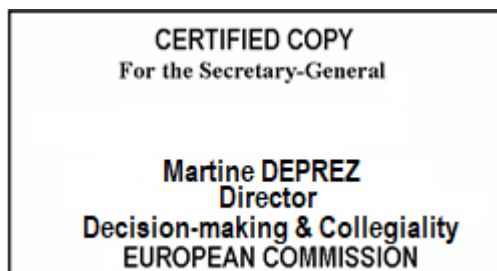 CERTIFIED COPY
For the Secretary-General
Martine DEPREZ
Director
Decision-making & Collegiality
EUROPEAN COMMISSION